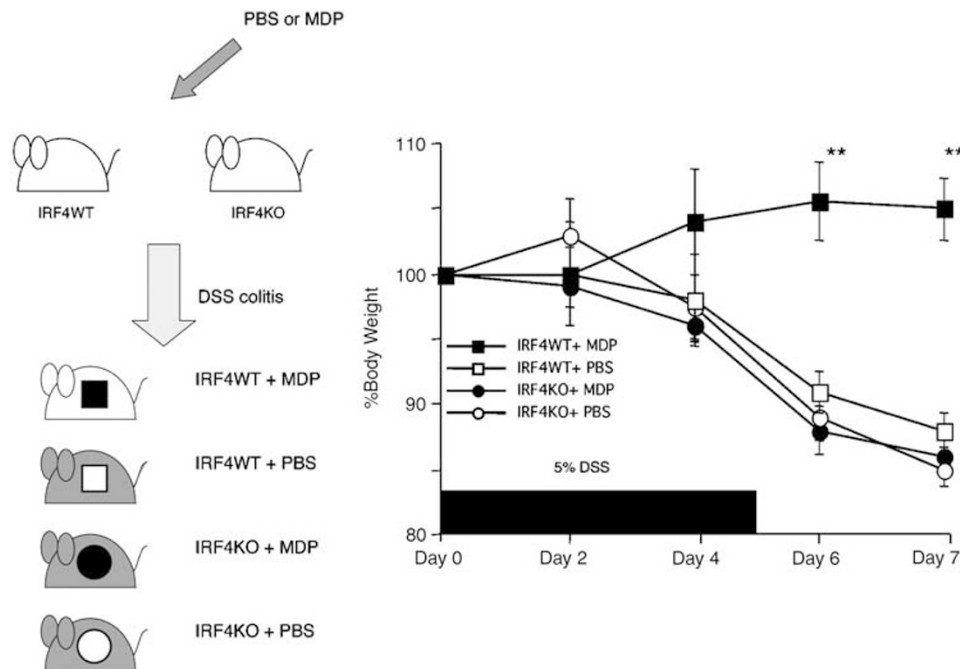 PBS or MDP
IRF4WT
IRF4KO
DSS colitis
IRF4WT + MDP
IRF4WT + PBS
IRF4KO + MDP
IRF4KO + PBS
%Body Weight
110
100
90
80
**
**
IRF4WT+ MDP
IRF4WT+ PBS
IRF4KO+ MDP
IRF4KO+ PBS
5% DSS
Day 0 Day 2 Day 4 Day 6 Day 7